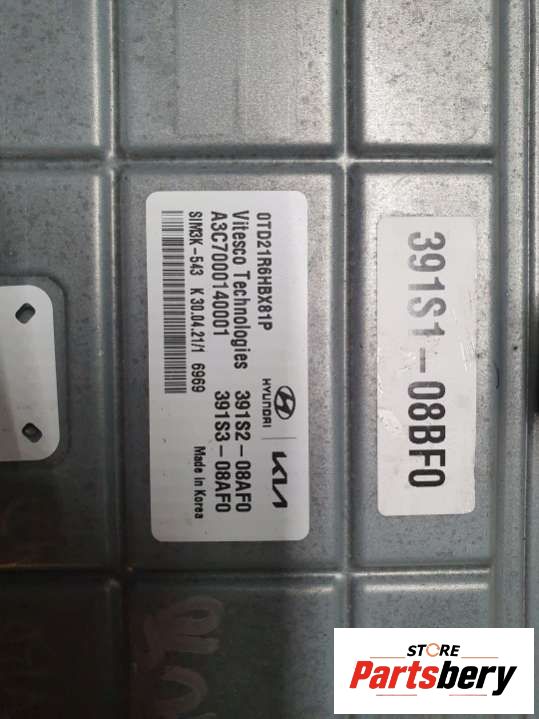 391S1-08BF0
0TD21R6HBX81P
Vitesco Technologies 391S2-08AF0
A3C7000140001 391S3-08AF0
SIM3K-543 K 30.04.21/1 6969 Made in Korea
HYUNDAI
KIA
STORE
Partsbery